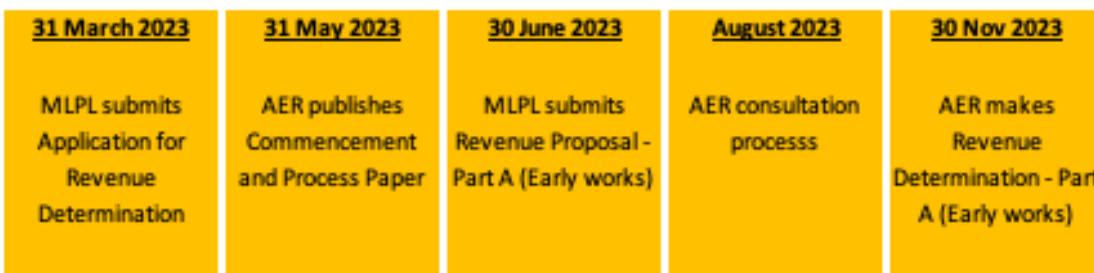 31 March 2023
MLPL submits
Application for
Revenue
Determination
31 May 2023
AER publishes
Commencement
and Process Paper
30 June 2023
MLPL submits
Revenue Proposal -
Part A (Early works)
August 2023
AER consultation
processs
30 Nov 2023
AER makes
Revenue
Determination - Part
A (Early works)